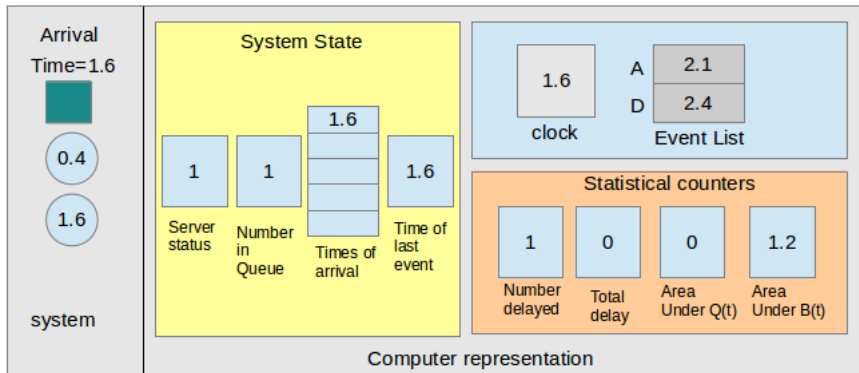 Arrival
Time=1.6
0.4
1.6
system
System State
1
1
1.6
1.6
Server
status
Number
in
Queue
Times of
arrival
Time of
last
event
1.6
clock
A
2.1
D
2.4
Event List
Statistical counters
1
0
0
1.2
Number
delayed
Total
delay
Area
Under Q(t)
Area
Under B(t)
Computer representation